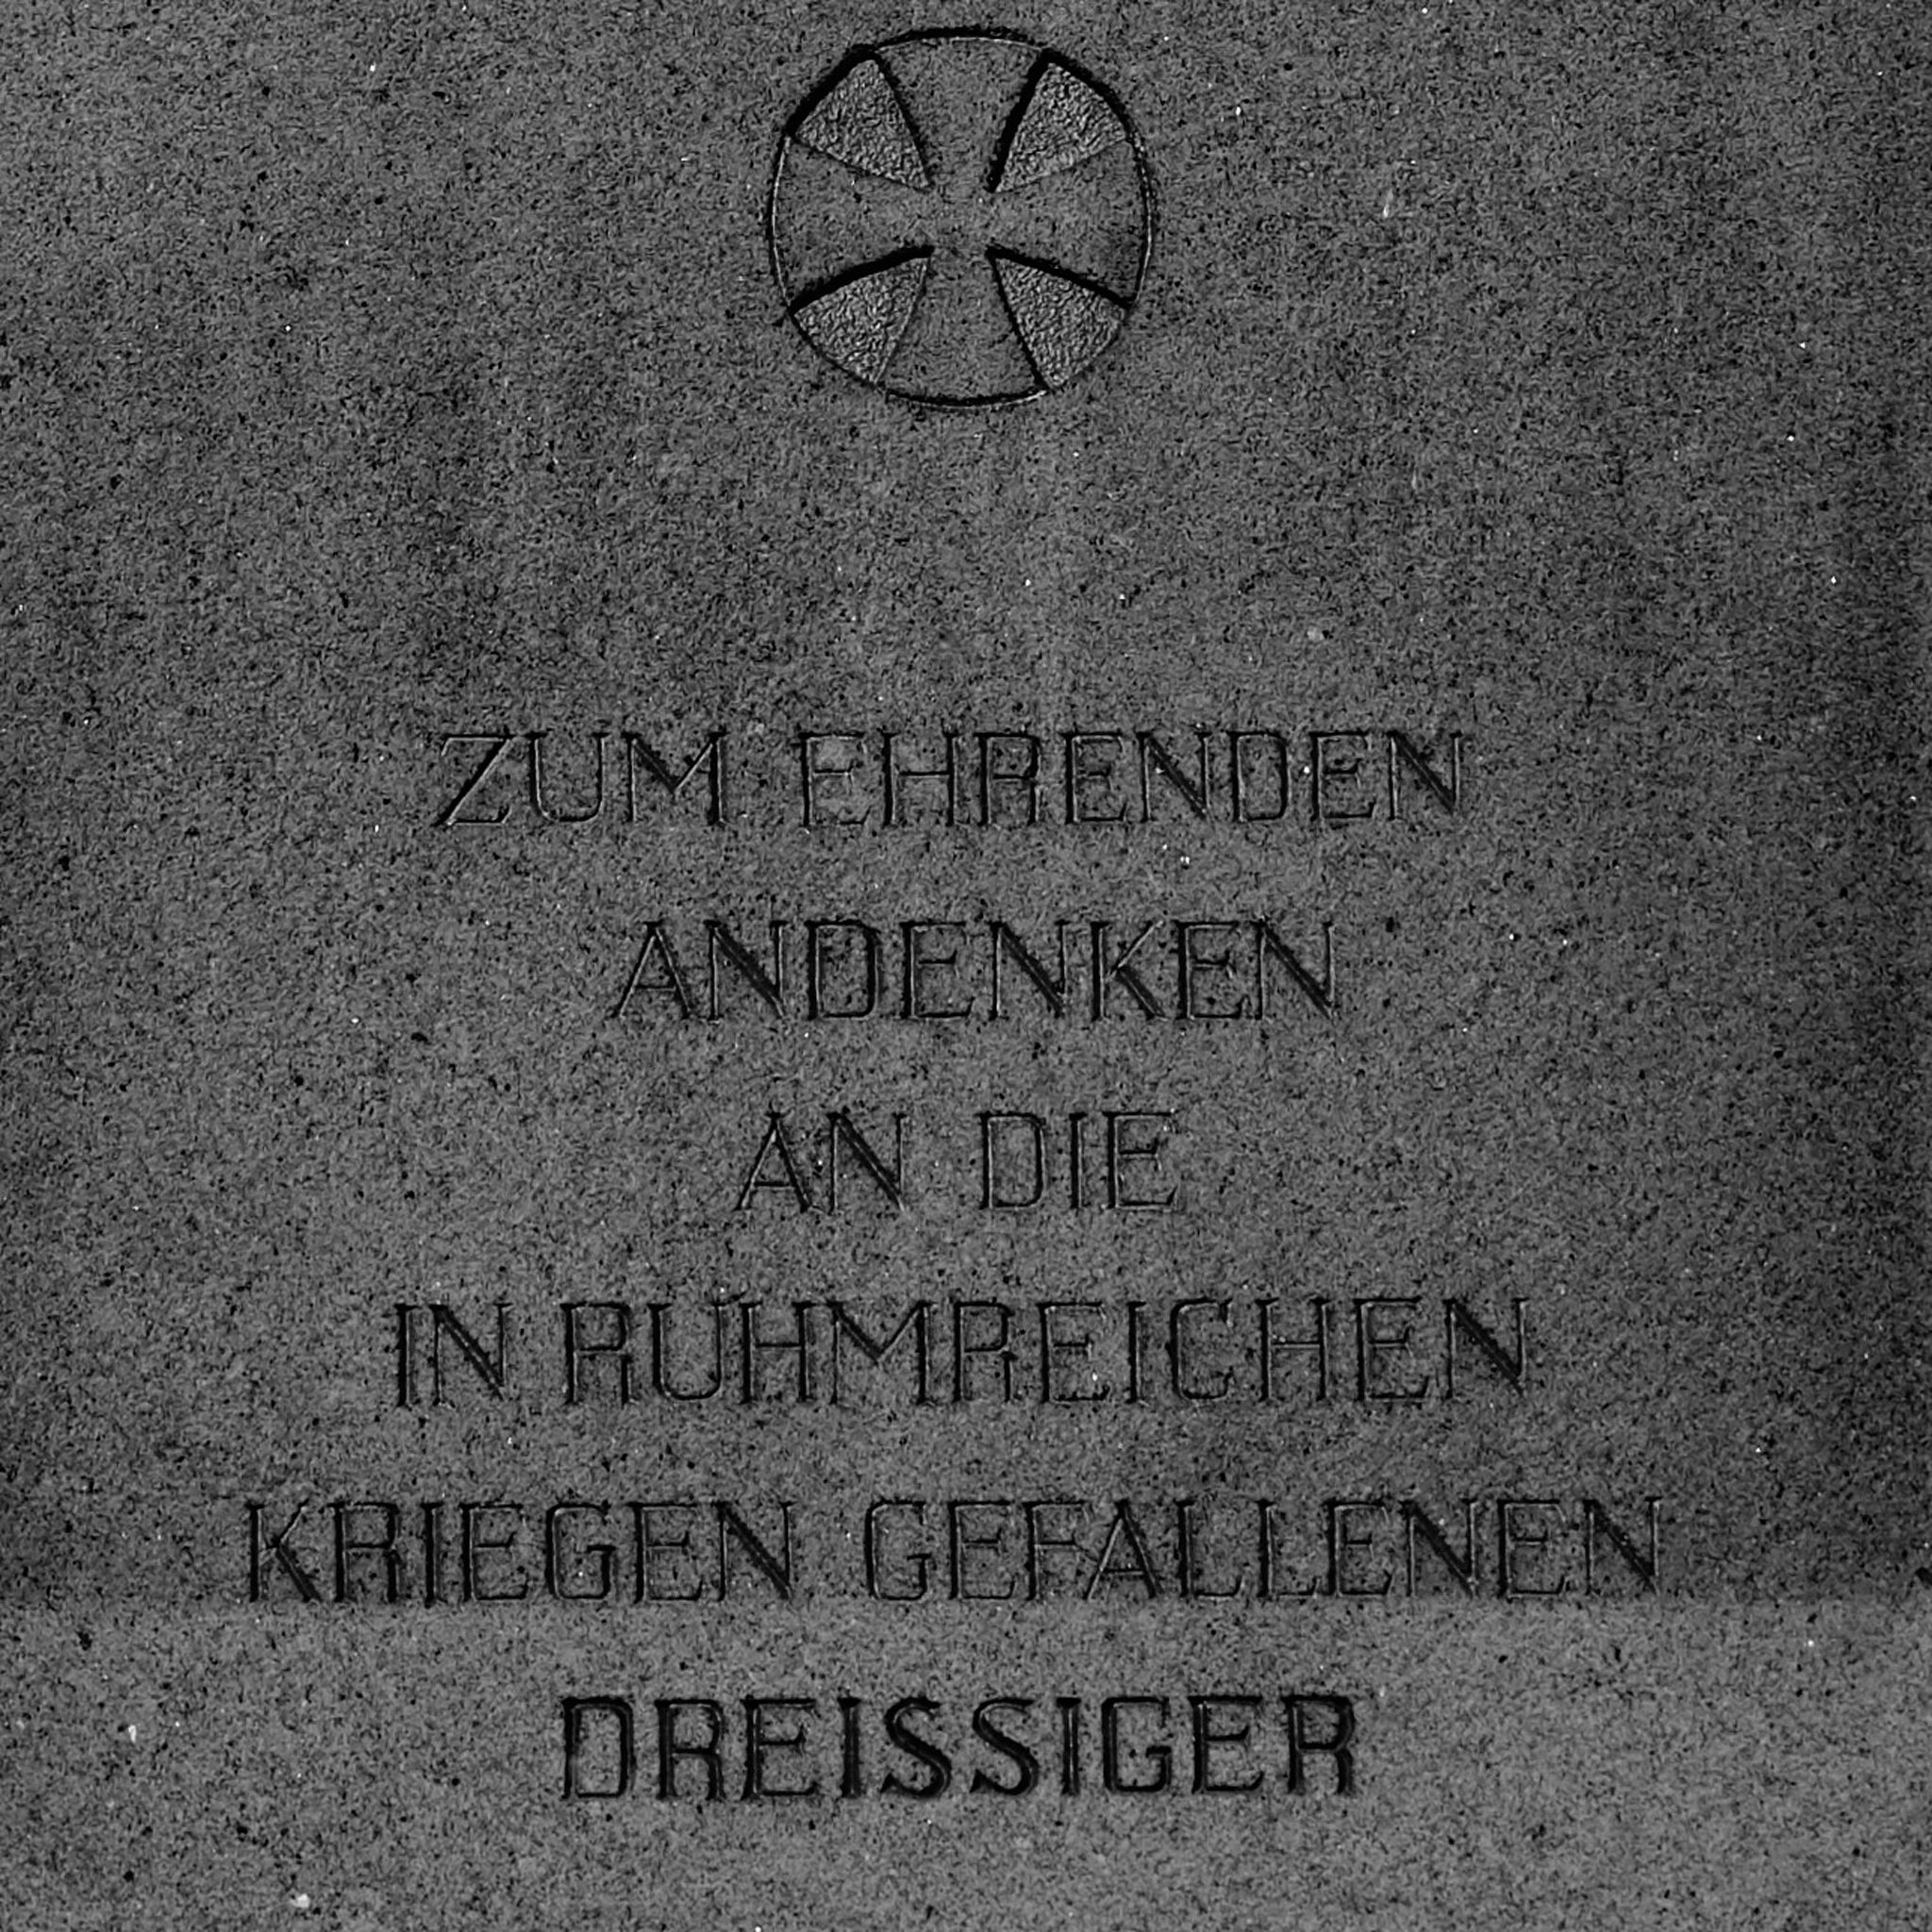 ZUM EHRENDEN
ANDENKEN
AN DIE
IN RUHMREICHEN
KRIEGEN GEFALLENEN
DREISSIGER